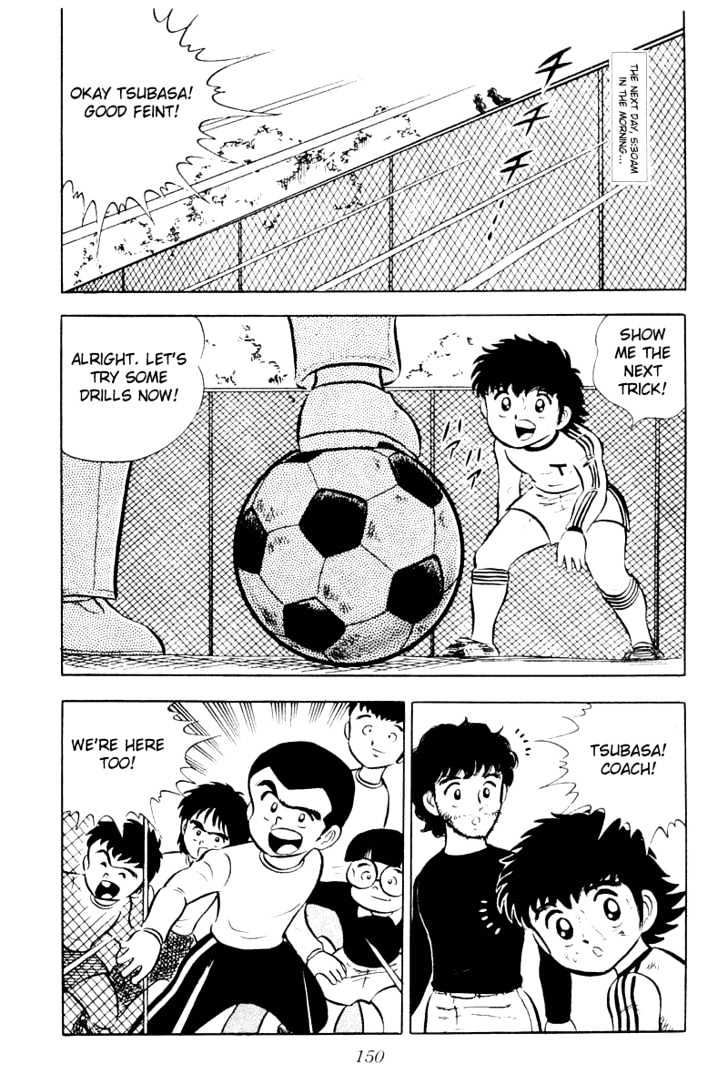 THE NEXT DAY, 5:30AM
IN THE MORNING...
チ
チ
チ
OKAY TSUBASA!
GOOD FEINT!
SHOW
ME THE
NEXT
TRICK!
ALRIGHT. LET'S
TRY SOME
DRILLS NOW!
T
WE'RE HERE
TOO!
TSUBASA!
COACH!
150